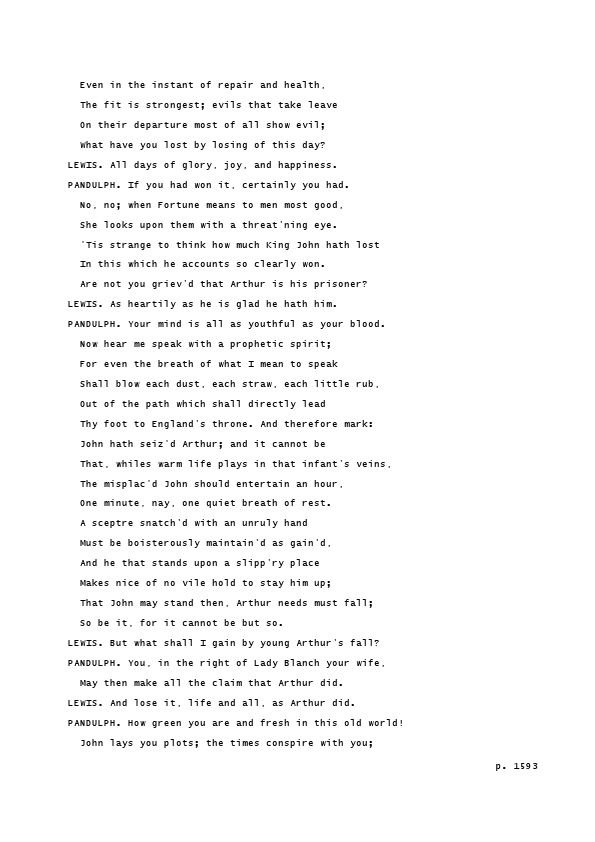 Even in the instant of repair and health,
The fit is strongest; evils that take leave
On their departure most of all show evil;
What have you lost by losing of this day?
LEWIS. All days of glory, joy, and happiness.
PANDULPH. If you had won it, certainly you had.
No, no; when Fortune means to men most good,
She looks upon them with a threat'ning eye.
'Tis strange to think how much King John hath lost
In this which he accounts so clearly won.
Are not you griev'd that Arthur is his prisoner?
LEWIS. As heartily as he is glad he hath him.
PANDULPH. Your mind is all as youthful as your blood.
Now hear me speak with a prophetic spirit;
For even the breath of what I mean to speak
Shall blow each dust, each straw, each little rub,
Out of the path which shall directly lead
Thy foot to England's throne. And therefore mark:
John hath seiz'd Arthur; and it cannot be
That, whiles warm life plays in that infant's veins,
The misplac'd John should entertain an hour,
One minute, nay, one quiet breath of rest.
A sceptre snatch'd with an unruly hand
Must be boisterously maintain'd as gain'd,
And he that stands upon a slipp'ry place
Makes nice of no vile hold to stay him up;
That John may stand then, Arthur needs must fall;
So be it, for it cannot be but so.
LEWIS. But what shall I gain by young Arthur's fall?
PANDULPH. You, in the right of Lady Blanch your wife,
May then make all the claim that Arthur did.
LEWIS. And lose it, life and all, as Arthur did.
PANDULPH. How green you are and fresh in this old world!
John lays you plots; the times conspire with you;
p. 1593